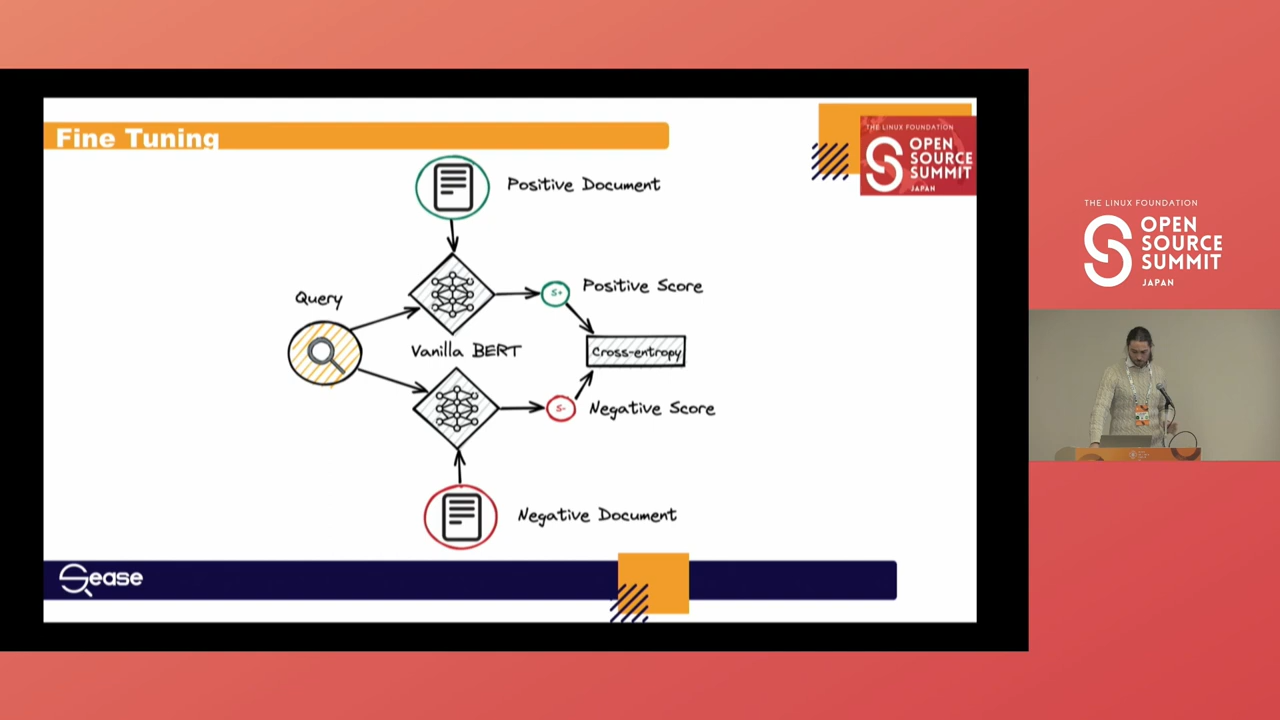 Fine Tuning
THE LINUX FOUNDATION
OPEN
SOURCE
SUMMIT
JAPAN
Positive Document
Query
S+
Positive Score
Vanilla BERT
Cross-entropy
S-
Negative Score
Negative Document
Sease
THE LINUX FOUNDATION
OPEN
SOURCE
SUMMIT
JAPAN